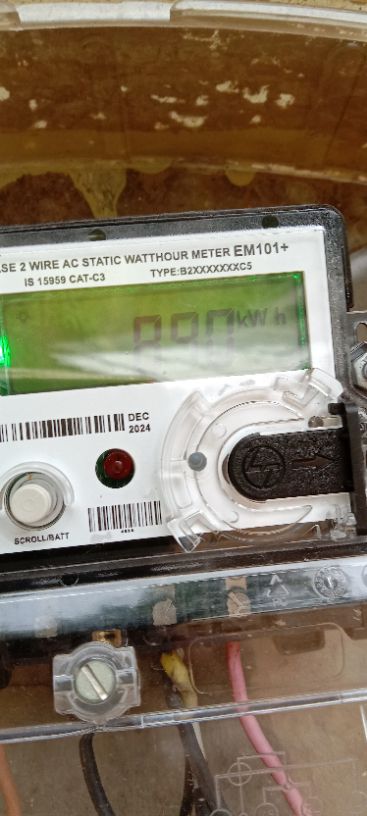 ASE 2 WIRE AC STATIC WATTHOUR METER EM101+
IS 15959 CAT-C3 TYPE:B2XXXXXXXC5
890 kWh
DEC
2024
SCROLL/BATT